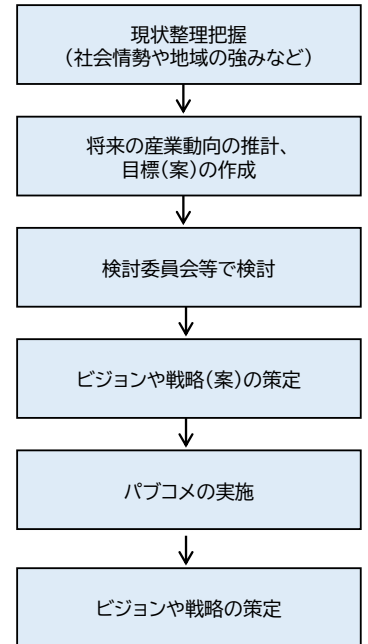 現状整理把握
（社会情勢や地域の強みなど）
将来の産業動向の推計、
目標（案）の作成
検討委員会等で検討
ビジョンや戦略（案）の策定
パブコメの実施
ビジョンや戦略の策定